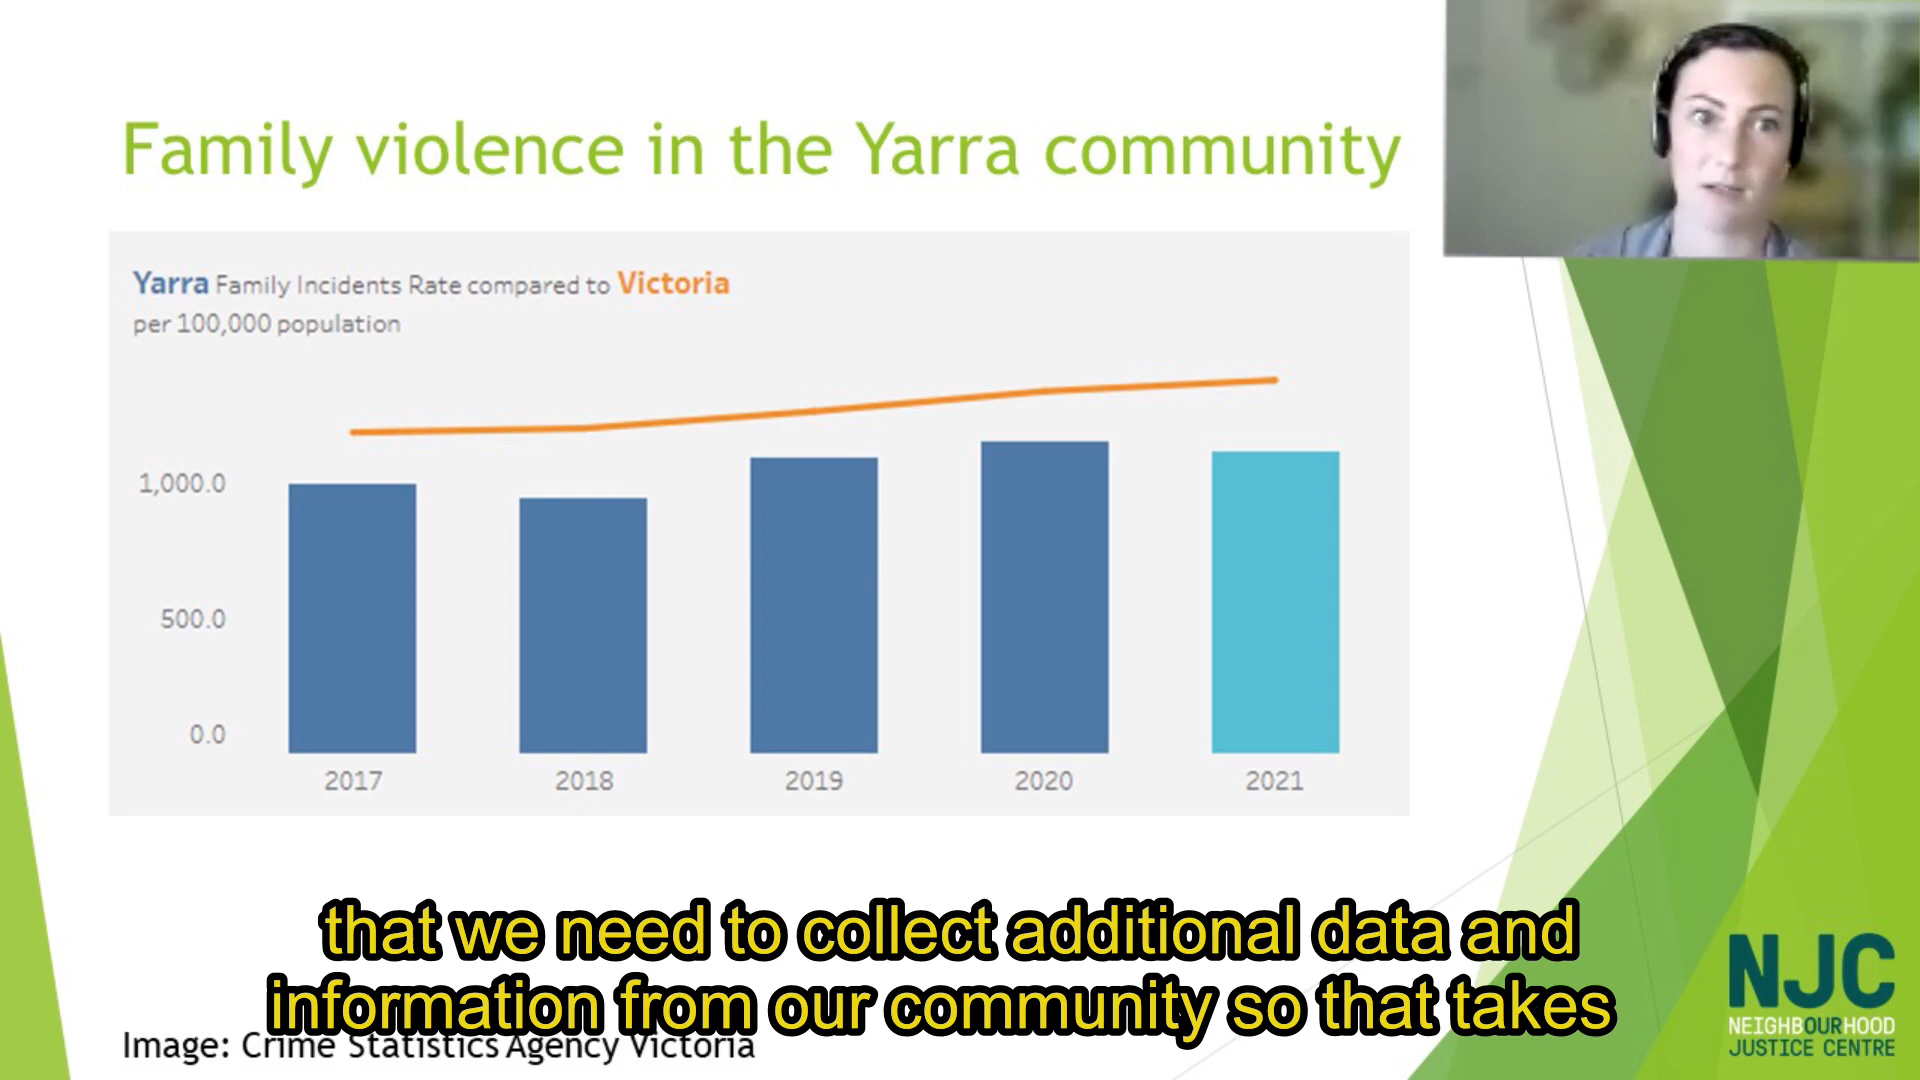 Family violence in the Yarra community
Yarra Family Incidents Rate compared to Victoria
per 100,000 population
1,000.0
500.0
0.0
2017 2018 2019 2020 2021
that we need to collect additional data and
information from our community so that takes
Image: Crime Statistics Agency Victoria
NJC
NEIGHBOURHOOD
JUSTICE CENTRE